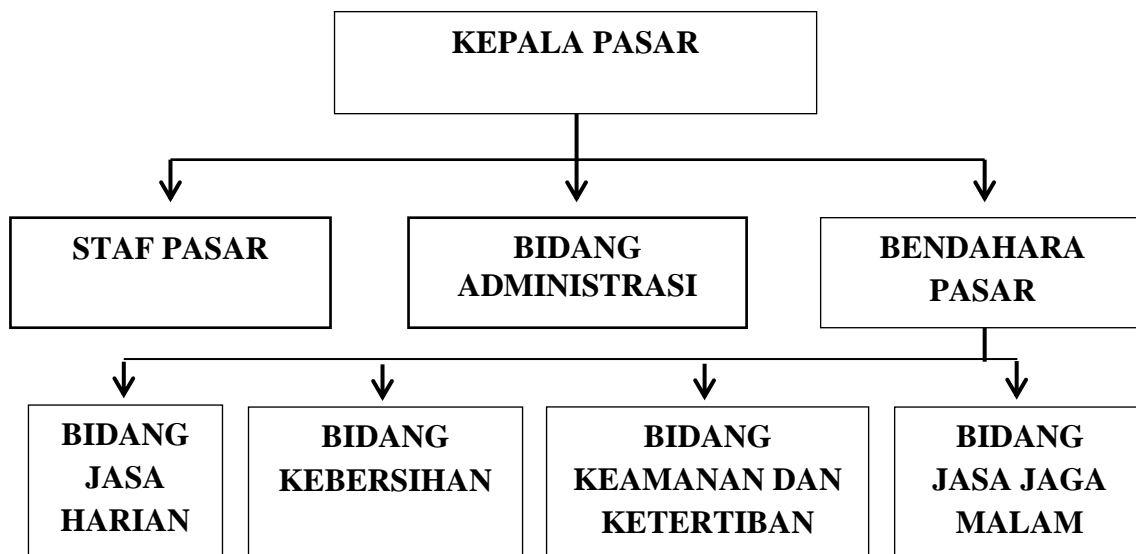 KEPALA PASAR
STAF PASAR
BIDANG
ADMINISTRASI
BENDAHARA
PASAR
BIDANG
JASA
HARIAN
BIDANG
KEBERSIHAN
BIDANG
KEAMANAN DAN
KETERTIBAN
BIDANG
JASA JAGA
MALAM